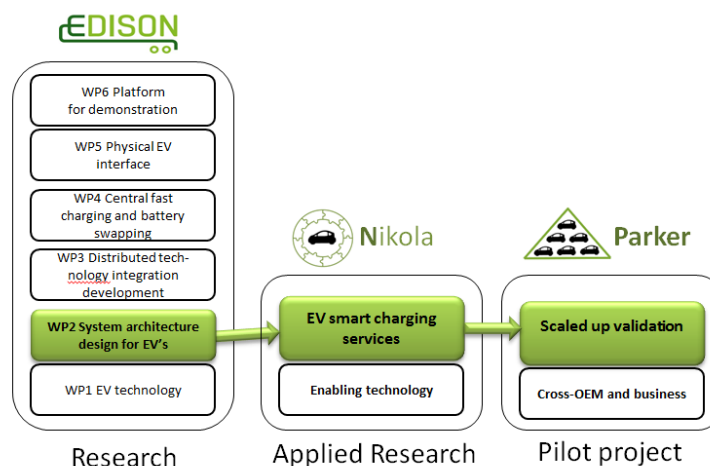 EDISON
WP6 Platform
for demonstration
WP5 Physical EV
interface
WP4 Central fast
charging and battery
swapping
WP3 Distributed tech-
nology integration
development
WP2 System architecture
design for EV's
WP1 EV technology
Research
Nikola
EV smart charging
services
Enabling technology
Applied Research
Parker
Scaled up validation
Cross-OEM and business
Pilot project